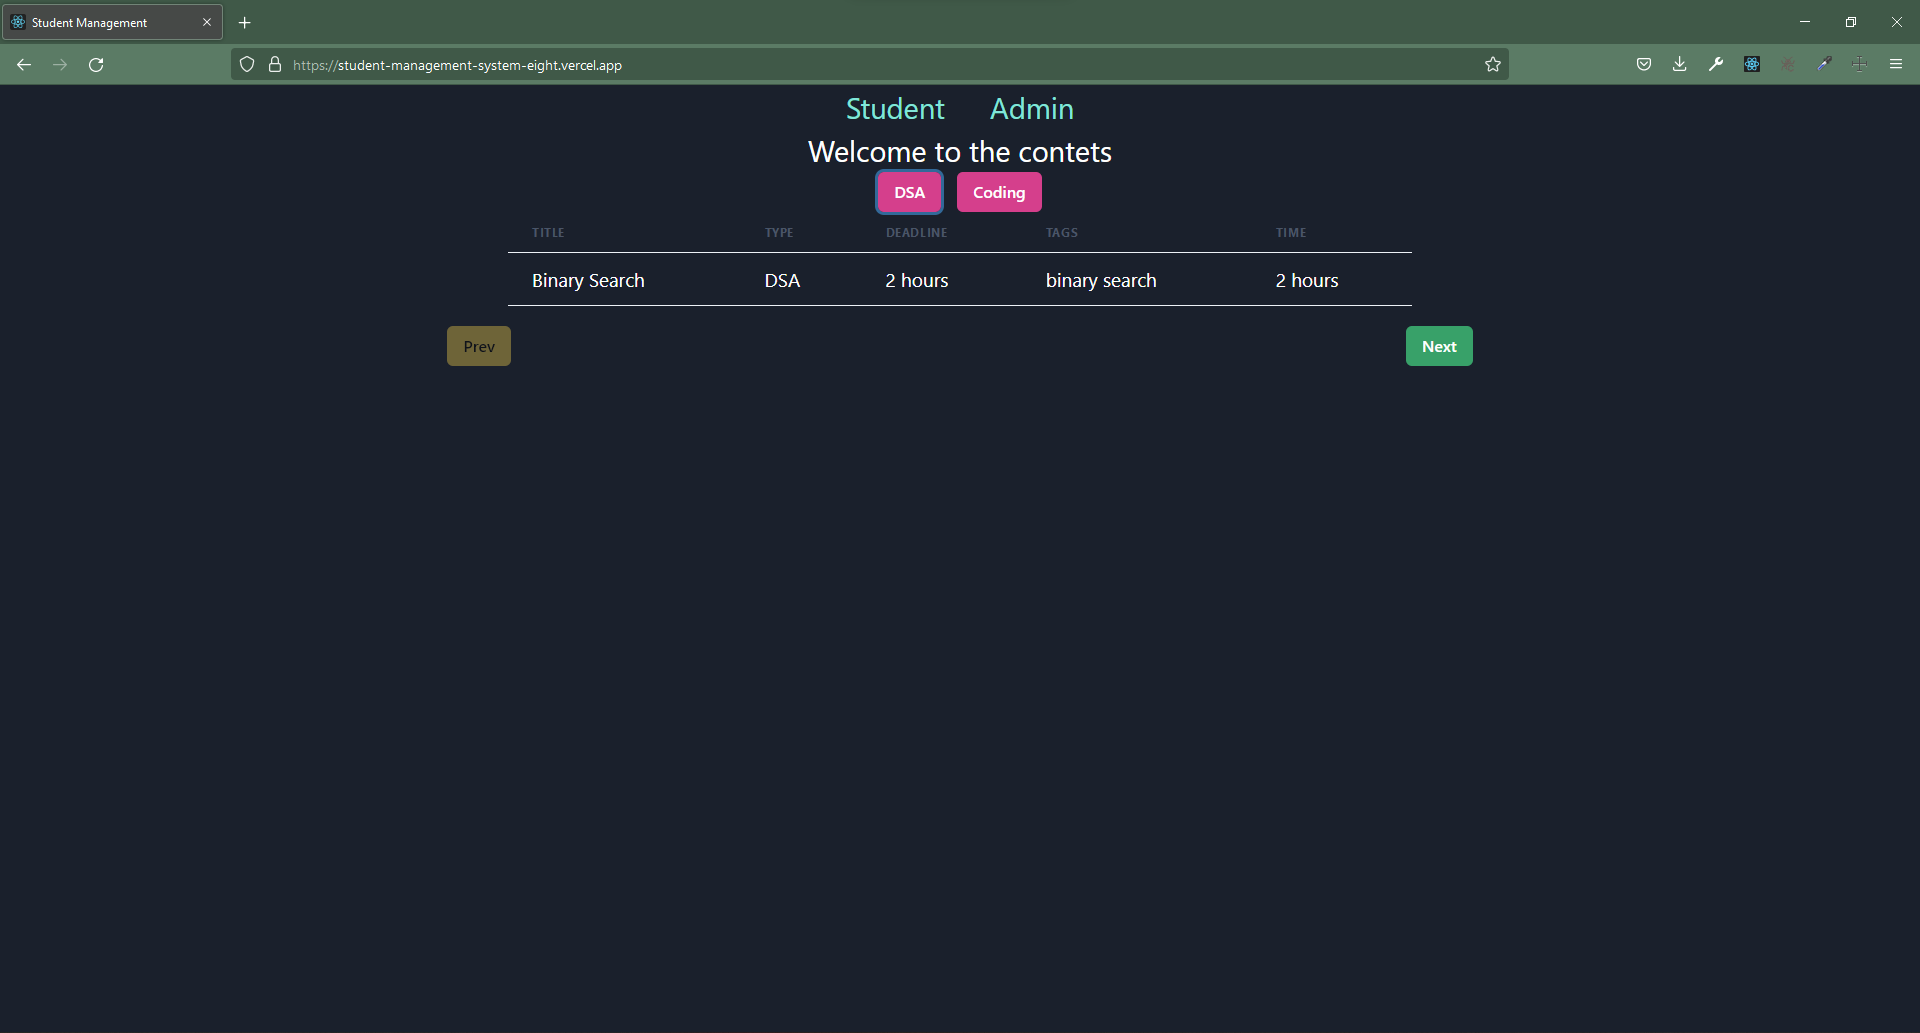 Student Management
https://student-management-system-eight.vercel.app
Student Admin
Welcome to the contets
DSA Coding
TITLE TYPE DEADLINE TAGS TIME
Binary Search DSA 2 hours binary search 2 hours
Prev Next